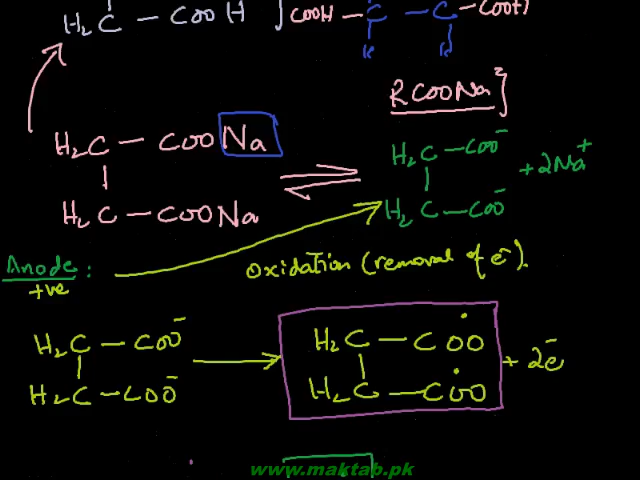 H₂C — COOH ] COOH — C — C — COOH
H H
RCOONa ]
H₂C — COONa
H₂C — COONa
H₂C — COO⁻
H₂C — COO⁻
+ 2Na⁺
Anode :
+ve
Oxidation (removal of e⁻).
H₂C — COO⁻
H₂C — COO⁻
H₂C — COO
H₂C — COO
+ 2e⁻
www.maktab.pk